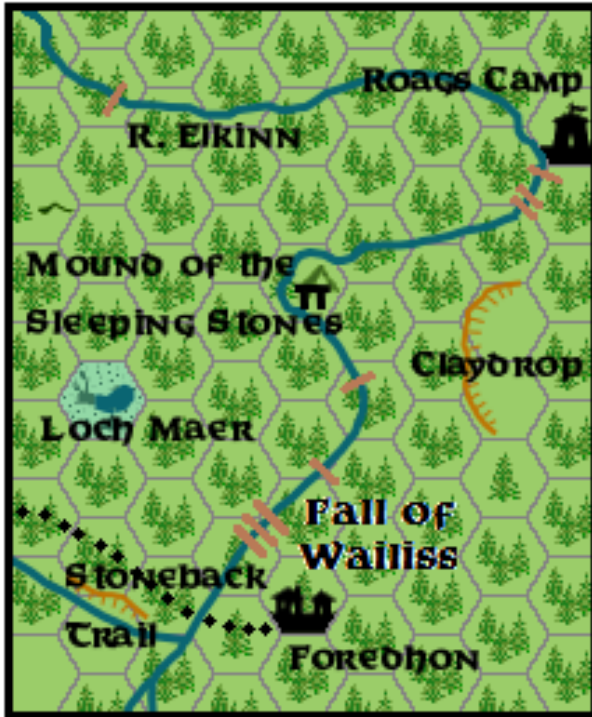 Roags Camp
R. Elkinn
Mound of the
Sleeping Stones
Claydrop
Loch Maer
Fall of
Wailiss
Stoneback
Trail
Foredhon